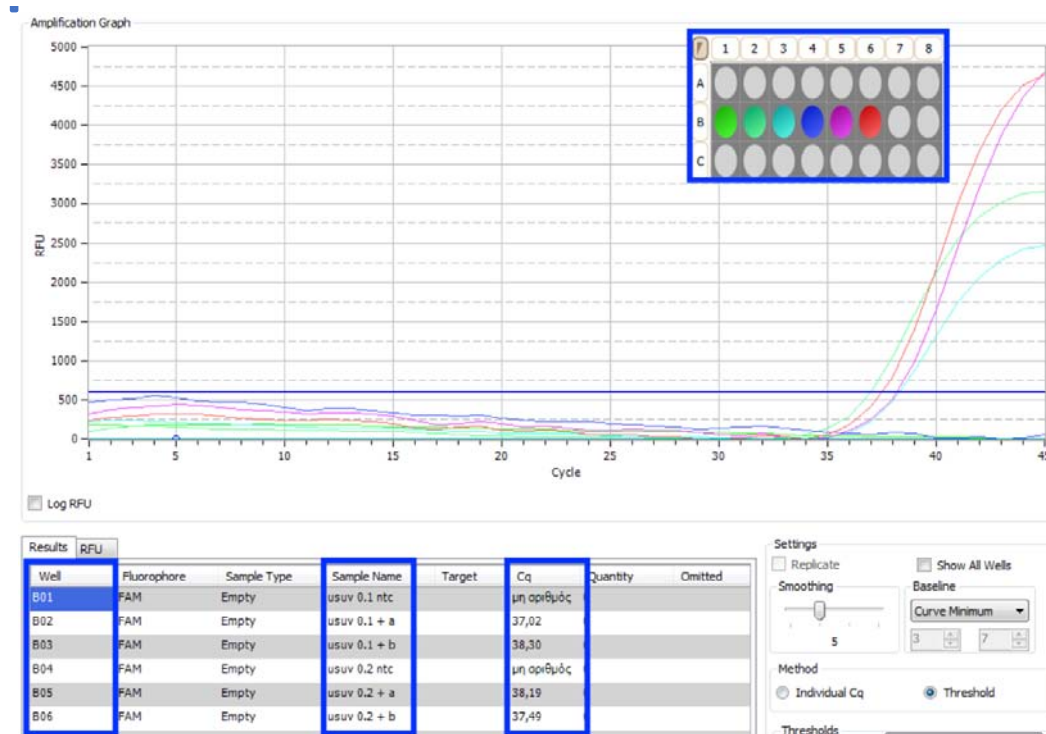 Amplification Graph
1 2 3 4 5 6 7 8
A
B
C
5000
4500
4000
3500
3000
2500
2000
1500
1000
500
0
RFU
1 5 10 15 20 25 30 35 40 45
Cycle
Log RFU
Results RFU
Settings
Replicate Show All Wells
Smoothing Baseline
Curve Minimum
5 3 7
Method
Individual Cq Threshold
Thresholds
Well Fluorophore Sample Type Sample Name Target Cq Quantity Omitted
B01 FAM Empty usuv 0.1 ntc μη αριθμός
B02 FAM Empty usuv 0.1 + a 37,02
B03 FAM Empty usuv 0.1 + b 38,30
B04 FAM Empty usuv 0.2 ntc μη αριθμός
B05 FAM Empty usuv 0.2 + a 38,19
B06 FAM Empty usuv 0.2 + b 37,49